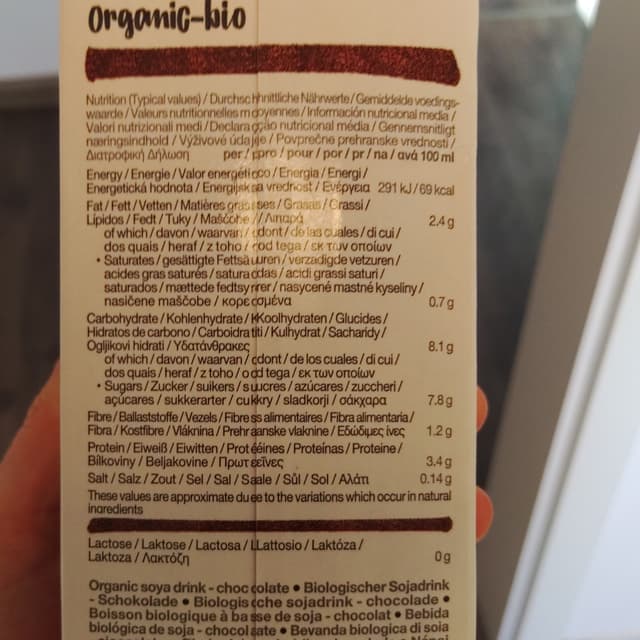 organic-bio
Nutrition (Typical values) / Durchschnittliche Nährwerte / Gemiddelde voedings-
waarde / Valeurs nutritionnelles moyennes / Información nutricional media /
Valori nutrizionali medi / Declaração nutricional média / Gennemsnitligt
næringsindhold / Výživové údaje / Povprečne prehranske vrednosti /
Διατροφική Δήλωση per / pro / pour / por / pr / na / ανά 100 ml
Energy / Energie / Valor energético / Energia / Energi /
Energetická hodnota / Energijska vrednost / Ενέργεια 291 kJ / 69 kcal
Fat / Fett / Vetten / Matières grasses / Grasas / Grassi /
Lípidos / Fedt / Tuky / Maščobe / Λιπαρά 2.4 g
of which / davon / waarvan / dont / de las cuales / di cui /
dos quais / heraf / z toho / od tega / εκ των οποίων
• Saturates / gesättigte Fettsäuren / verzadigde vetzuren /
acides gras saturés / saturadas / acidi grassi saturi /
saturados / mættede fedtsyrer / nasycené mastné kyseliny /
nasičene maščobe / κορεσμένα 0.7 g
Carbohydrate / Kohlenhydrate / Koolhydraten / Glucides /
Hidratos de carbono / Carboidratiti / Kulhydrat / Sacharidy /
Ogljikovi hidrati / Υδατάνθρακες 8.1 g
of which / davon / waarvan / dont / de los cuales / di cui /
dos quais / heraf / z toho / od tega / εκ των οποίων
• Sugars / Zucker / suikers / sucres / azúcares / zuccheri /
açúcares / sukkerarter / cukry / sladkorji / σάκχαρα 7.8 g
Fibre / Ballaststoffe / Vezels / Fibres alimentaires / Fibra alimentaria /
Fibra / Kostfibre / Vláknina / Prehranske vlaknine / Εδώδιμες ίνες 1.2 g
Protein / Eiweiß / Eiwitten / Protéines / Proteínas / Proteine /
Bílkoviny / Beljakovine / Πρωτεΐνες 3.4 g
Salt / Salz / Zout / Sel / Sal / Sale / Sůl / Sol / Αλάτι 0.14 g
These values are approximate due to the variations which occur in natural
ingredients
Lactose / Laktose / Lactosa / Lattosio / Laktóza /
Laktoza / Λακτόζη 0 g
Organic soya drink - chocolate • Biologischer Sojadrink
- Schokolade • Biologische sojadrink - chocolade •
Boisson biologique à base de soja - chocolat • Bebida
biológica de soja - chocolate • Bevanda biologica di soia